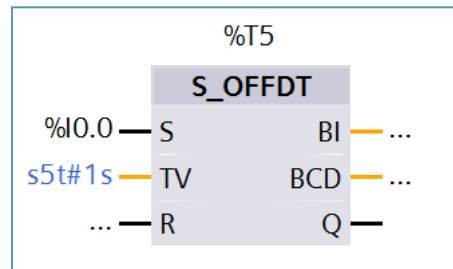 %T5
S_OFFDT
%I0.0 S BI ...
s5t#1s TV BCD ...
... R Q